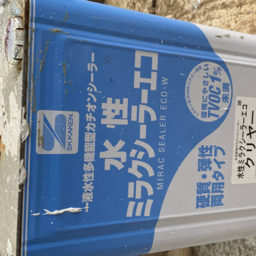 SK KAKEN
一液水性多機能型カチオンシーラー
水性
ミラクシーラーエコ
MIRAC SEALER ECO-W
環境にやさしい
TVOC1%
未満
硬質・弾性
両用タイプ
水性ミラクシーラーエコ
クリヤー